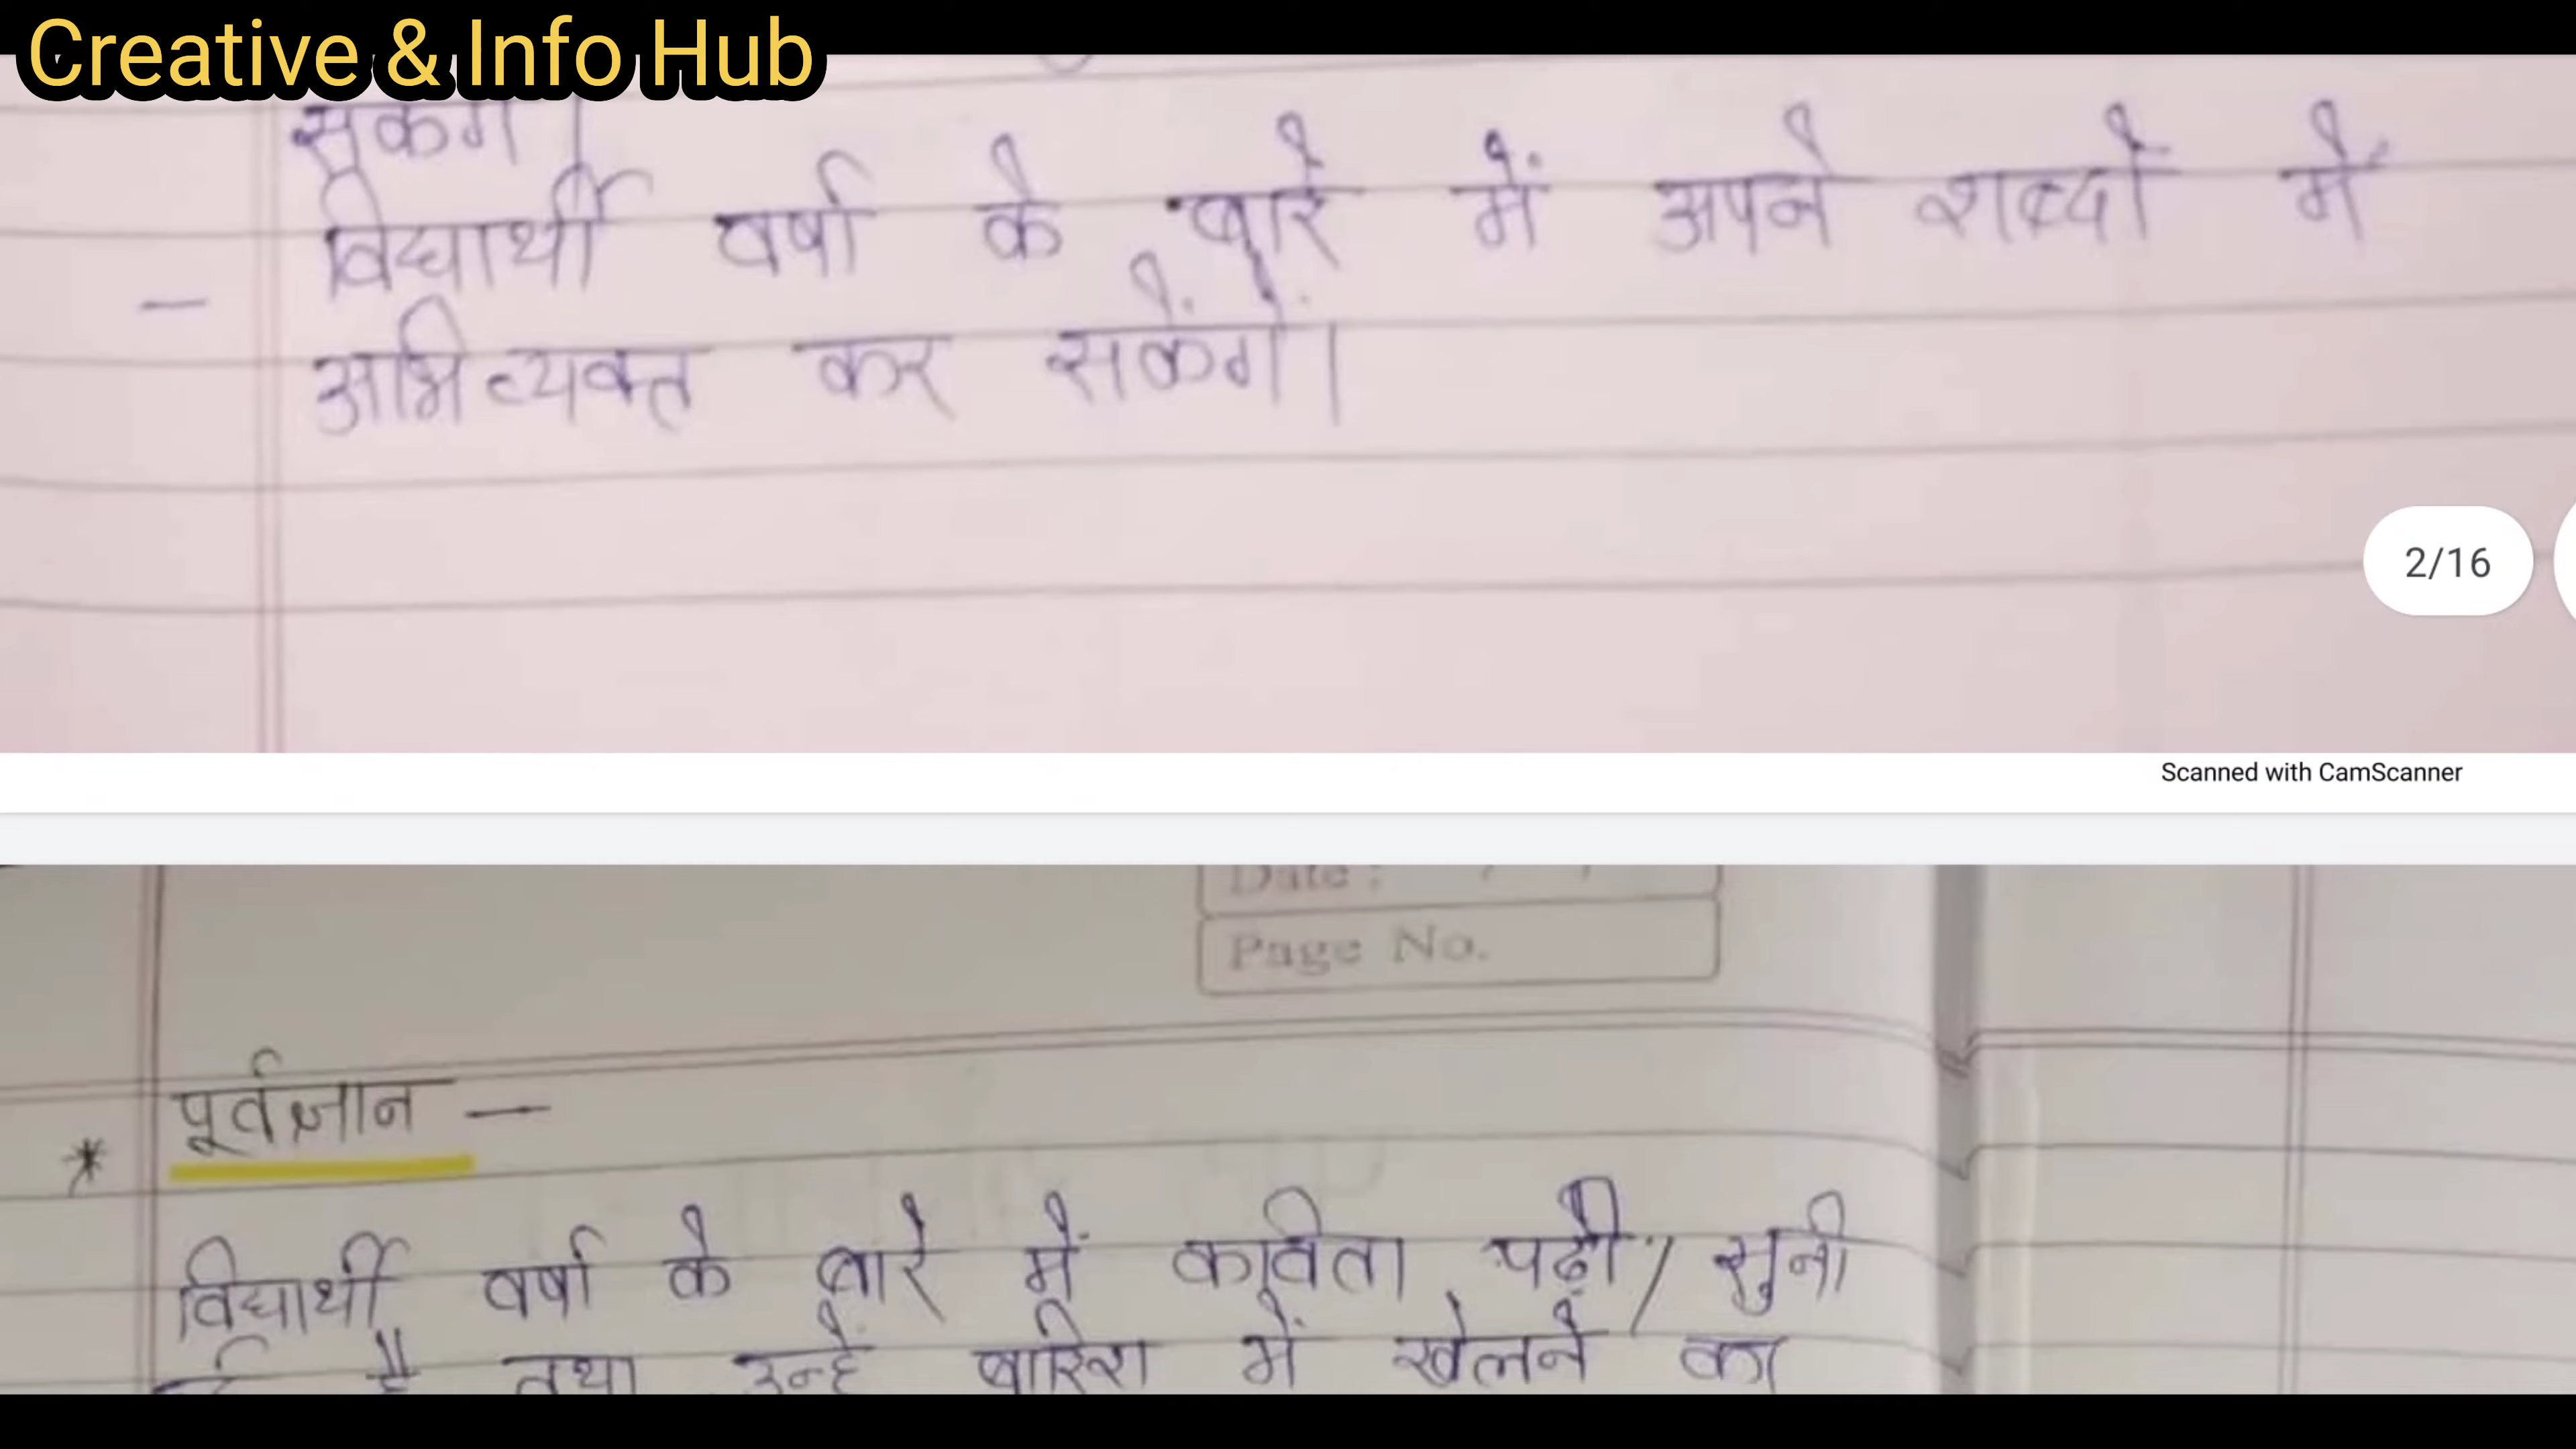 Creative & Info Hub
सकेंगे।
विद्यार्थी वर्षा के बारे में अपने शब्दों में
– अभिव्यक्त कर सकेंगें।
2/16
Scanned with CamScanner
Date :
Page No.
* पूर्वज्ञान —
विद्यार्थी वर्षा के बारे में कविता पढ़ी / सुनी
है तथा उन्हें बारिश में खेलने का